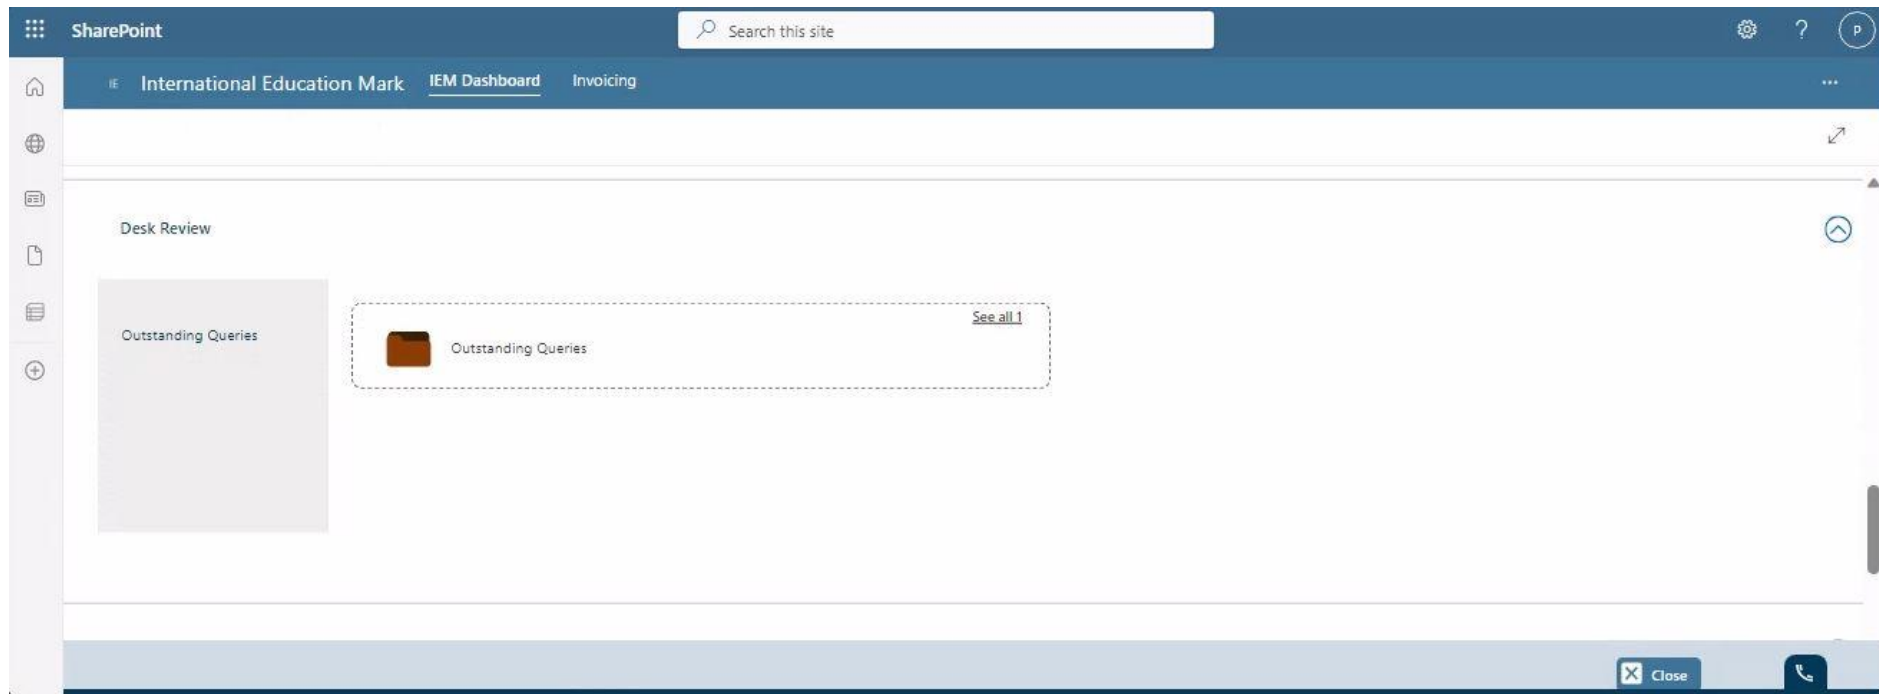 SharePoint
Search this site
?
P
IE
International Education Mark
IEM Dashboard
Invoicing
...
Desk Review
Outstanding Queries
See all 1
Outstanding Queries
Close